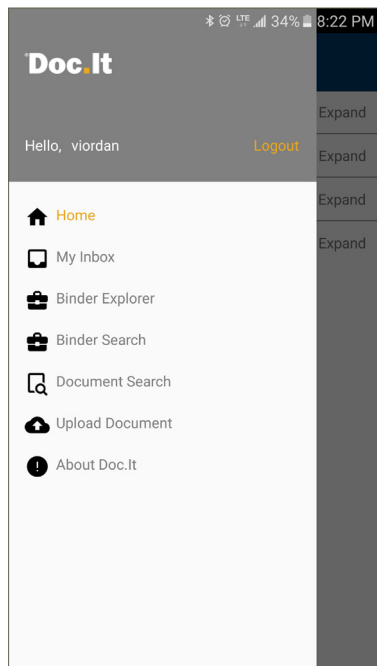 LTE 34% 8:22 PM
Doc.It
Hello, viordan Logout
Expand
Expand
Expand
Expand
Home
My Inbox
Binder Explorer
Binder Search
Document Search
Upload Document
About Doc.It